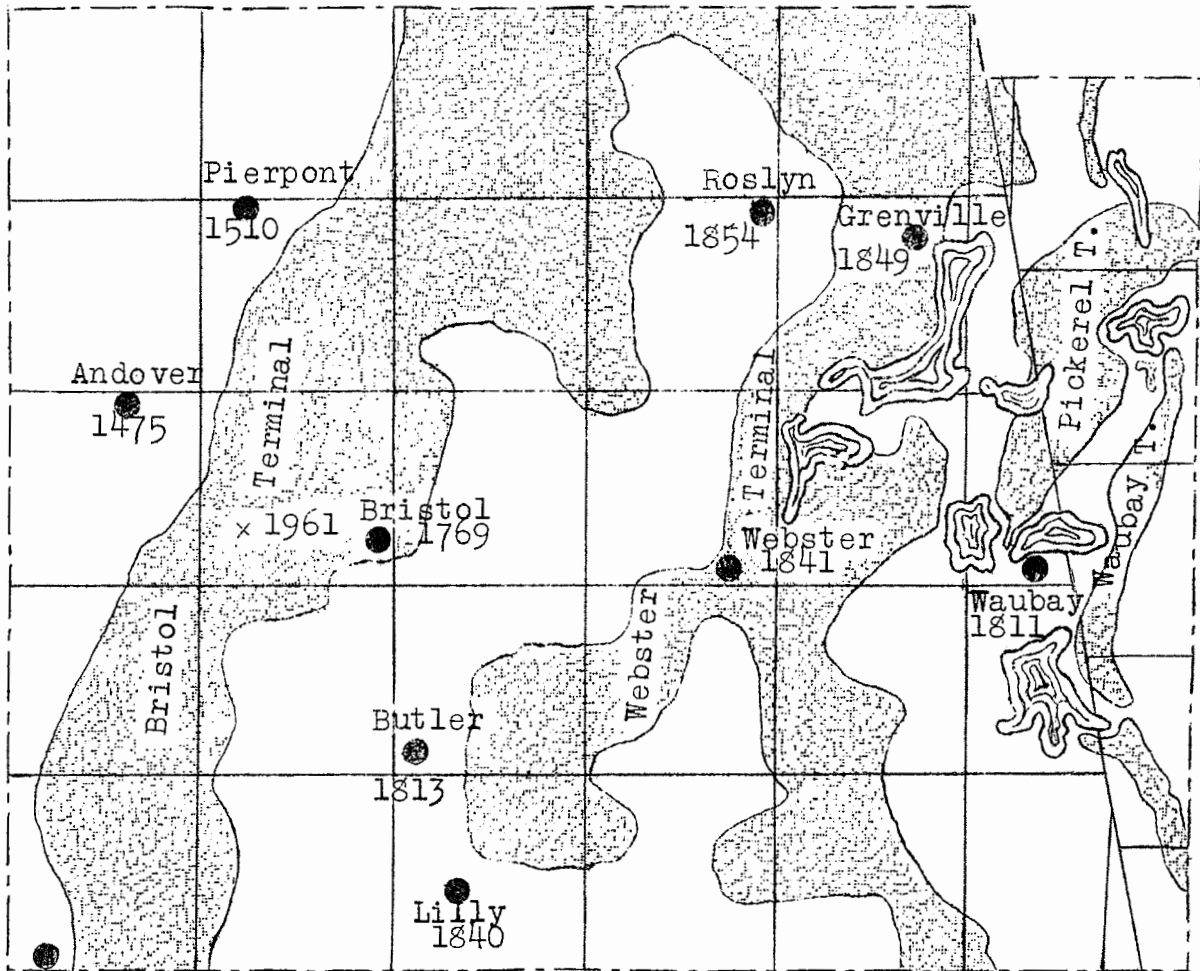 Pierpont
1510
Roslyn
1854
Grenville
1849
Pickerel T.
Andover
1475
Terminal
Terminal
Bristol
1769
× 1961
Webster
1841
Waubay T.
Waubay
1811
Bristol
Webster
Butler
1813
Lilly
1840